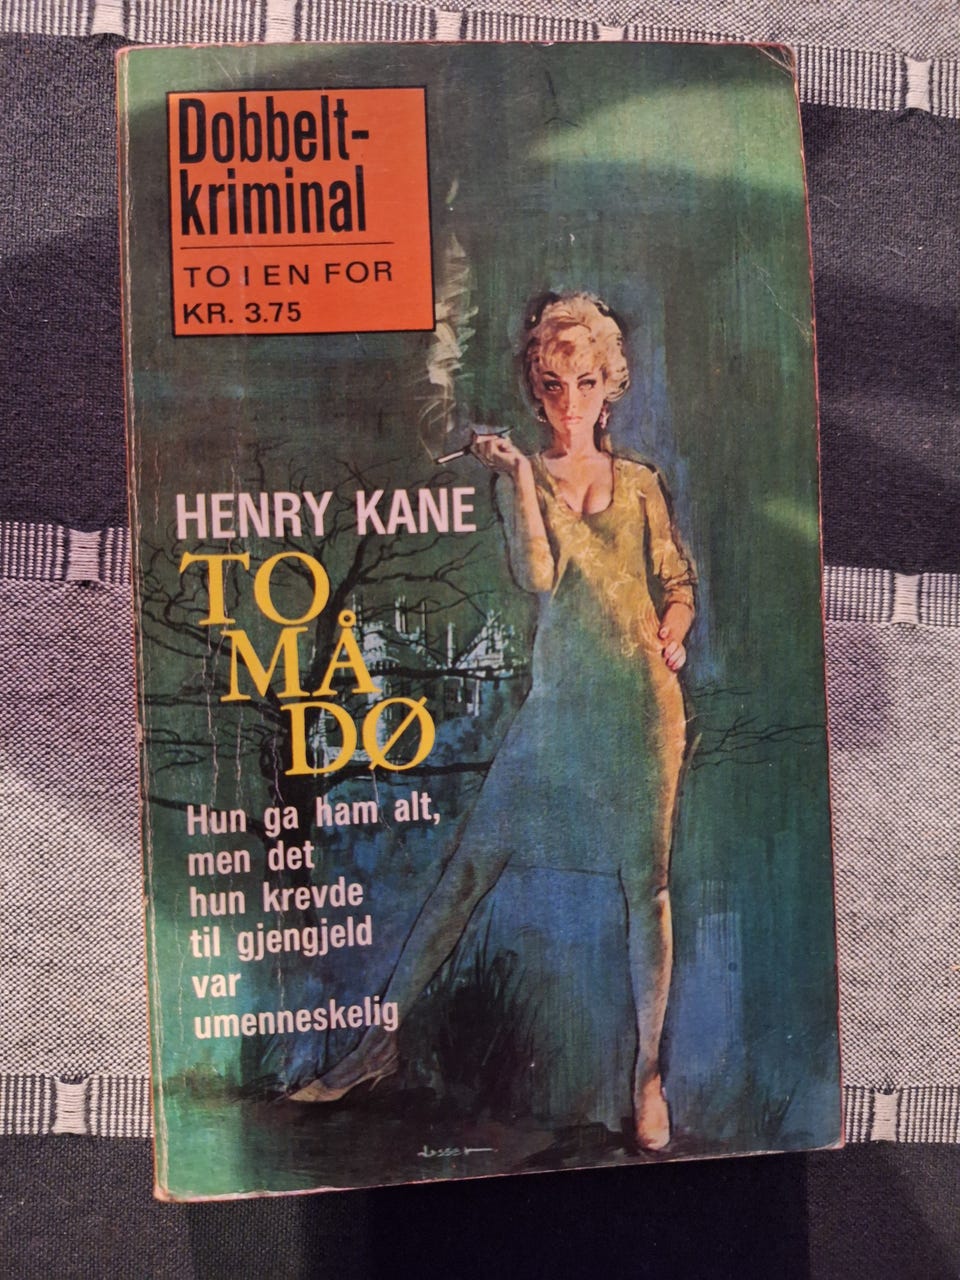 Dobbelt-
kriminal
TO I EN FOR
KR. 3.75
HENRY KANE
TO
MÅ
DØ
Hun ga ham alt,
men det
hun krevde
til gjengjeld
var
umenneskelig